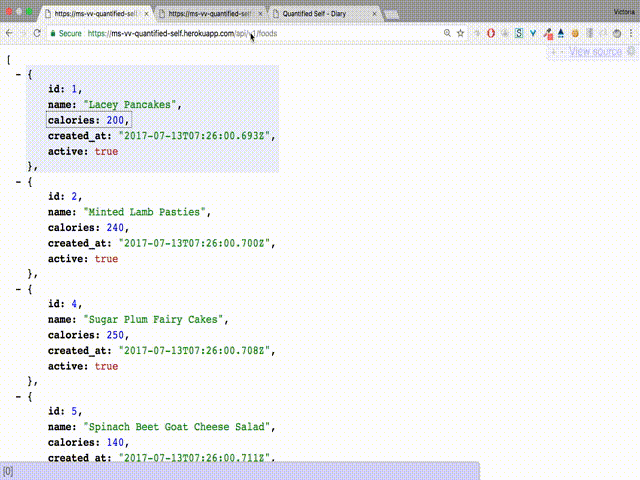 https://ms-vv-quantified-self. https://ms-vv-quantified-self. Quantified Self - Diary Victoria
Secure https://ms-vv-quantified-self.herokuapp.com/api/v1/foods
[
- {
id: 1,
name: "Lacey Pancakes",
calories: 200,
created_at: "2017-07-13T07:26:00.693Z",
active: true
},
- {
id: 2,
name: "Minted Lamb Pasties",
calories: 240,
created_at: "2017-07-13T07:26:00.700Z",
active: true
},
- {
id: 4,
name: "Sugar Plum Fairy Cakes",
calories: 250,
created_at: "2017-07-13T07:26:00.708Z",
active: true
},
- {
id: 5,
name: "Spinach Beet Goat Cheese Salad",
calories: 140,
created_at: "2017-07-13T07:26:00.711Z",
+ - View source
[0]